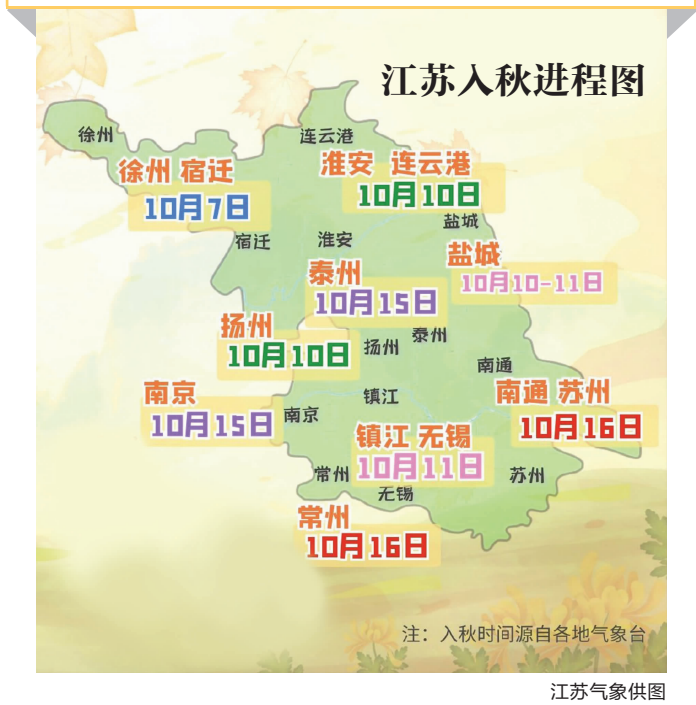 江苏入秋进程图
徐州
连云港
徐州 宿迁
10月7日
淮安 连云港
10月10日
盐城
宿迁
淮安
盐城
10月10-11日
泰州
10月15日
扬州
10月10日
扬州
泰州
南通
南京
10月15日
南京
镇江
南通 苏州
10月16日
镇江 无锡
10月11日
常州
无锡
苏州
常州
10月16日
注：入秋时间源自各地气象台
江苏气象供图